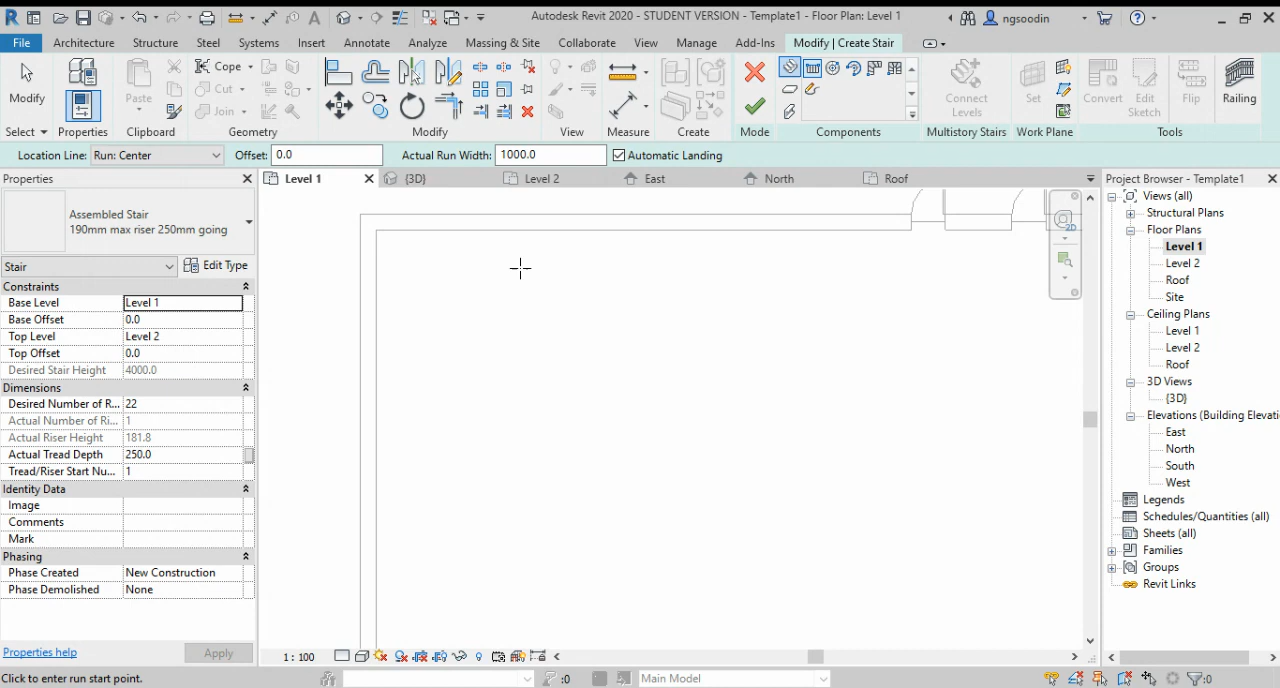 Autodesk Revit 2020 - STUDENT VERSION - Template1 - Floor Plan: Level 1
ngsoodin
File Architecture Structure Steel Systems Insert Annotate Analyze Massing & Site Collaborate View Manage Add-Ins Modify | Create Stair
Modify
Paste
Cope
Cut
Join
Connect Levels
Set
Convert
Edit Sketch
Flip
Railing
Select Properties Clipboard Geometry Modify View Measure Create Mode Components Multistory Stairs Work Plane Tools
Location Line: Run: Center Offset: 0.0 Actual Run Width: 1000.0 Automatic Landing
Properties
Level 1 {3D} Level 2 East North Roof
Project Browser - Template1
Assembled Stair
190mm max riser 250mm going
Stair Edit Type
Constraints
Base Level Level 1
Base Offset 0.0
Top Level Level 2
Top Offset 0.0
Desired Stair Height 4000.0
Dimensions
Desired Number of R... 22
Actual Number of Ri... 1
Actual Riser Height 181.8
Actual Tread Depth 250.0
Tread/Riser Start Nu... 1
Identity Data
Image
Comments
Mark
Phasing
Phase Created New Construction
Phase Demolished None
Properties help Apply
2D
Views (all)
Structural Plans
Floor Plans
Level 1
Level 2
Roof
Site
Ceiling Plans
Level 1
Level 2
Roof
3D Views
{3D}
Elevations (Building Elevati
East
North
South
West
Legends
Schedules/Quantities (all)
Sheets (all)
Families
Groups
Revit Links
1 : 100
Click to enter run start point.
:0
Main Model
:0